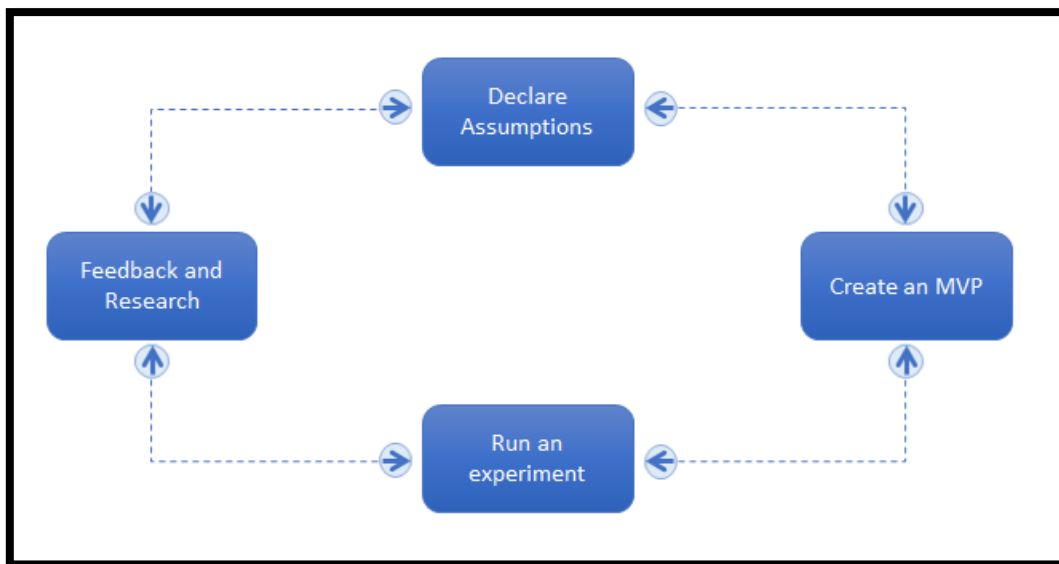 Declare
Assumptions
Feedback and
Research
Create an MVP
Run an
experiment